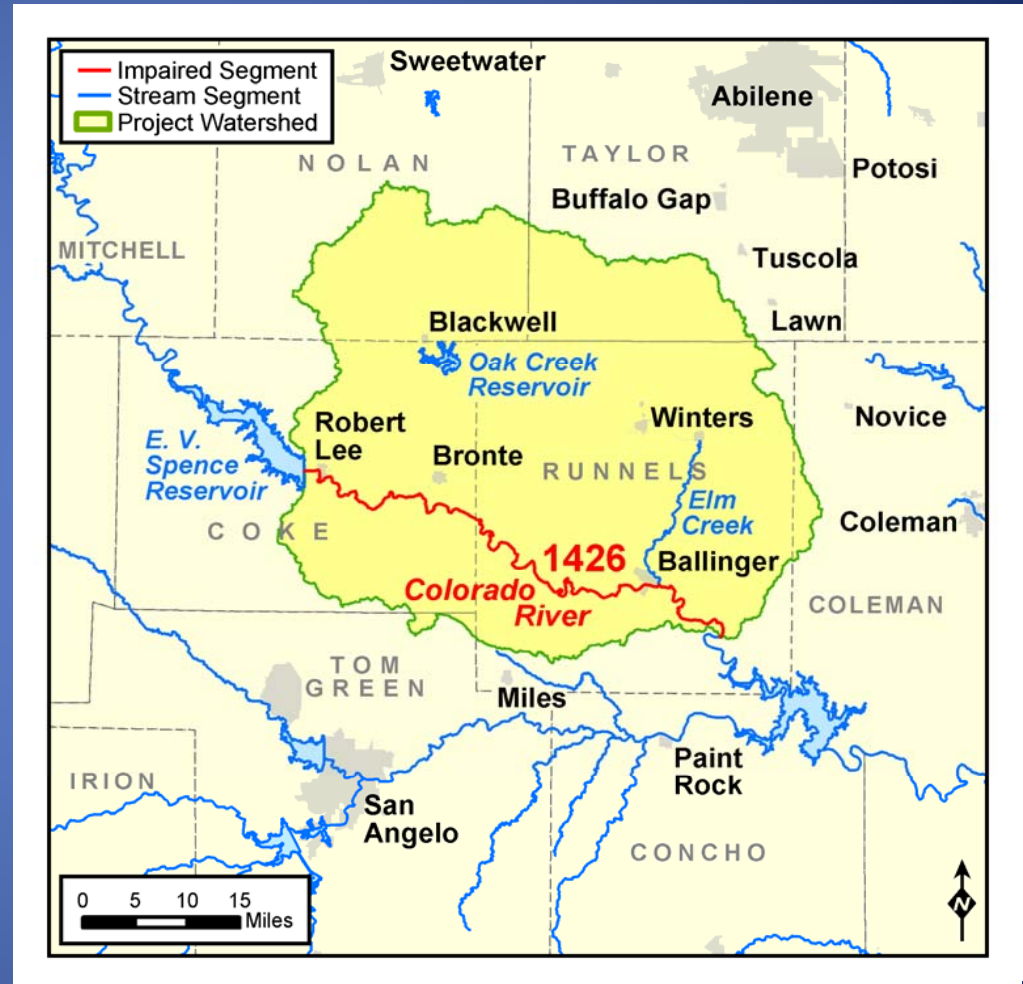 Impaired Segment
Stream Segment
Project Watershed
Sweetwater
Abilene
NOLAN
TAYLOR
Potosi
Buffalo Gap
MITCHELL
Tuscola
Blackwell
Lawn
Oak Creek
Reservoir
Robert
Lee
Winters
Novice
E. V.
Spence
Reservoir
Bronte
RUNNELS
Elm
Creek
Coleman
COKE
1426
Ballinger
Colorado
River
COLEMAN
TOM
GREEN
Miles
Paint
Rock
IRION
San
Angelo
CONCHO
0 5 10 15
Miles
N